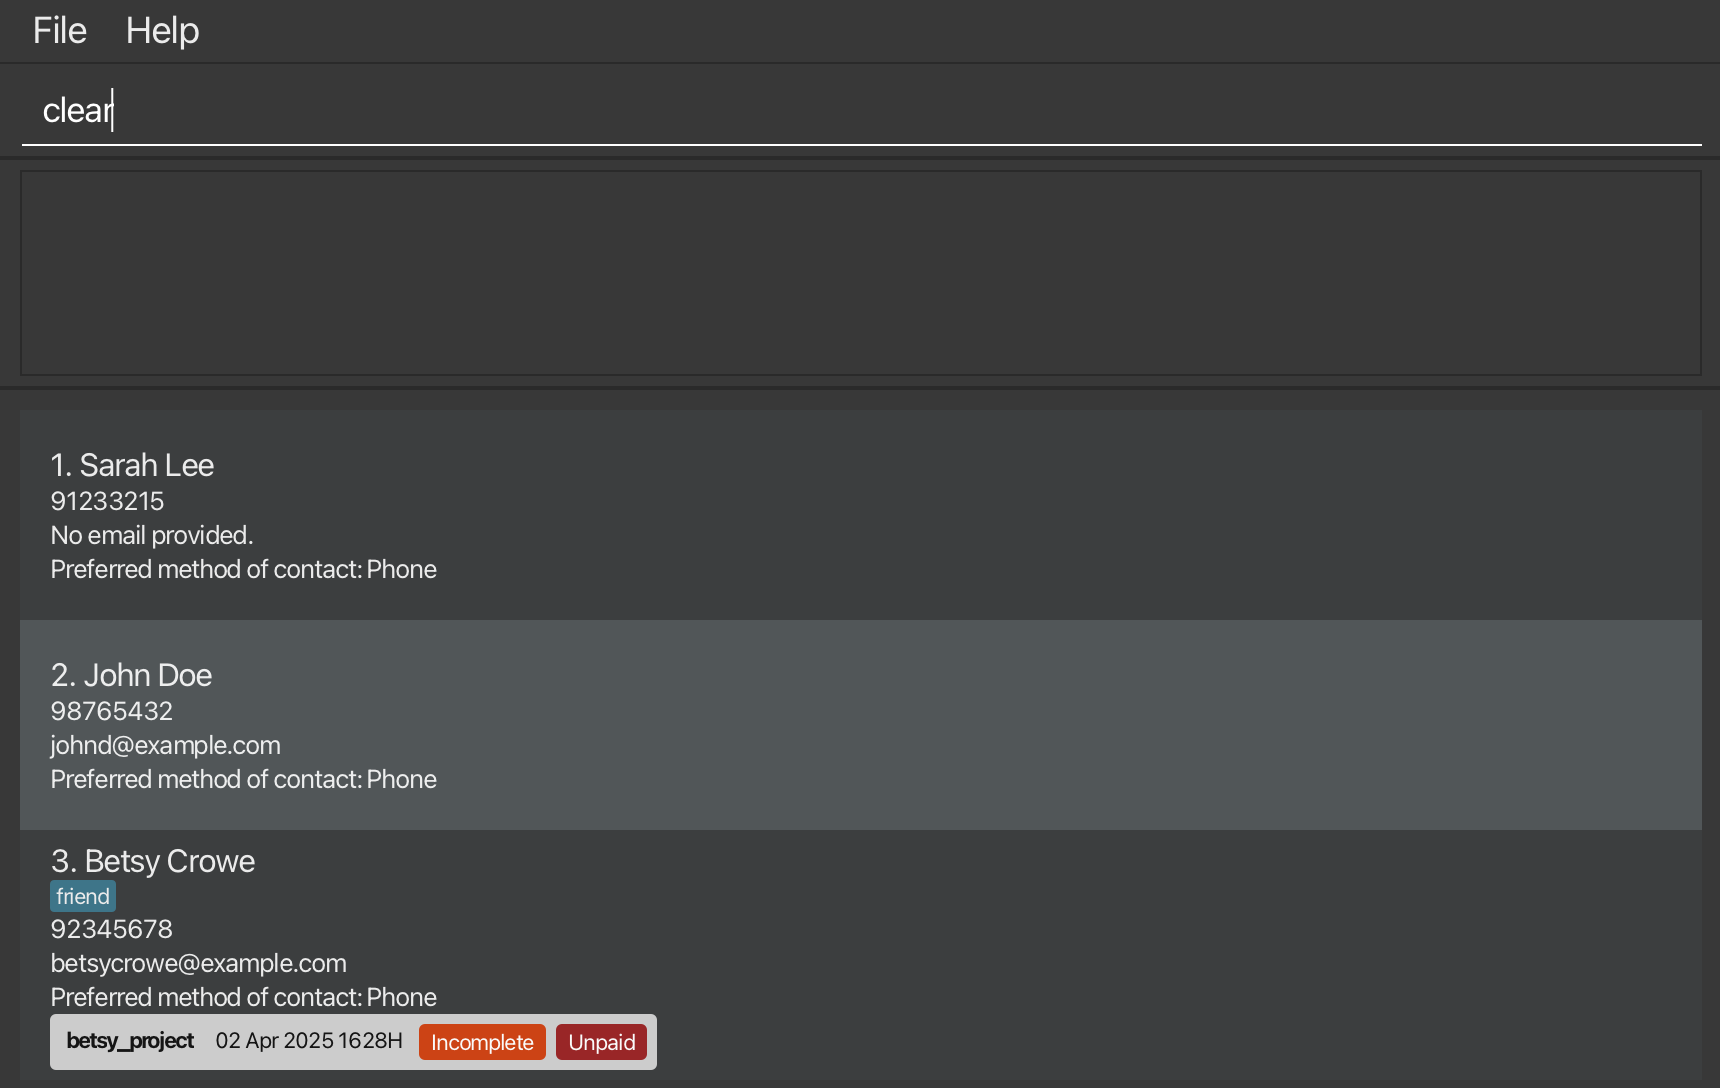 File Help
clear
1. Sarah Lee
91233215
No email provided.
Preferred method of contact: Phone
2. John Doe
98765432
johnd@example.com
Preferred method of contact: Phone
3. Betsy Crowe
friend
92345678
betsycrowe@example.com
Preferred method of contact: Phone
betsy_project 02 Apr 2025 1628H Incomplete Unpaid